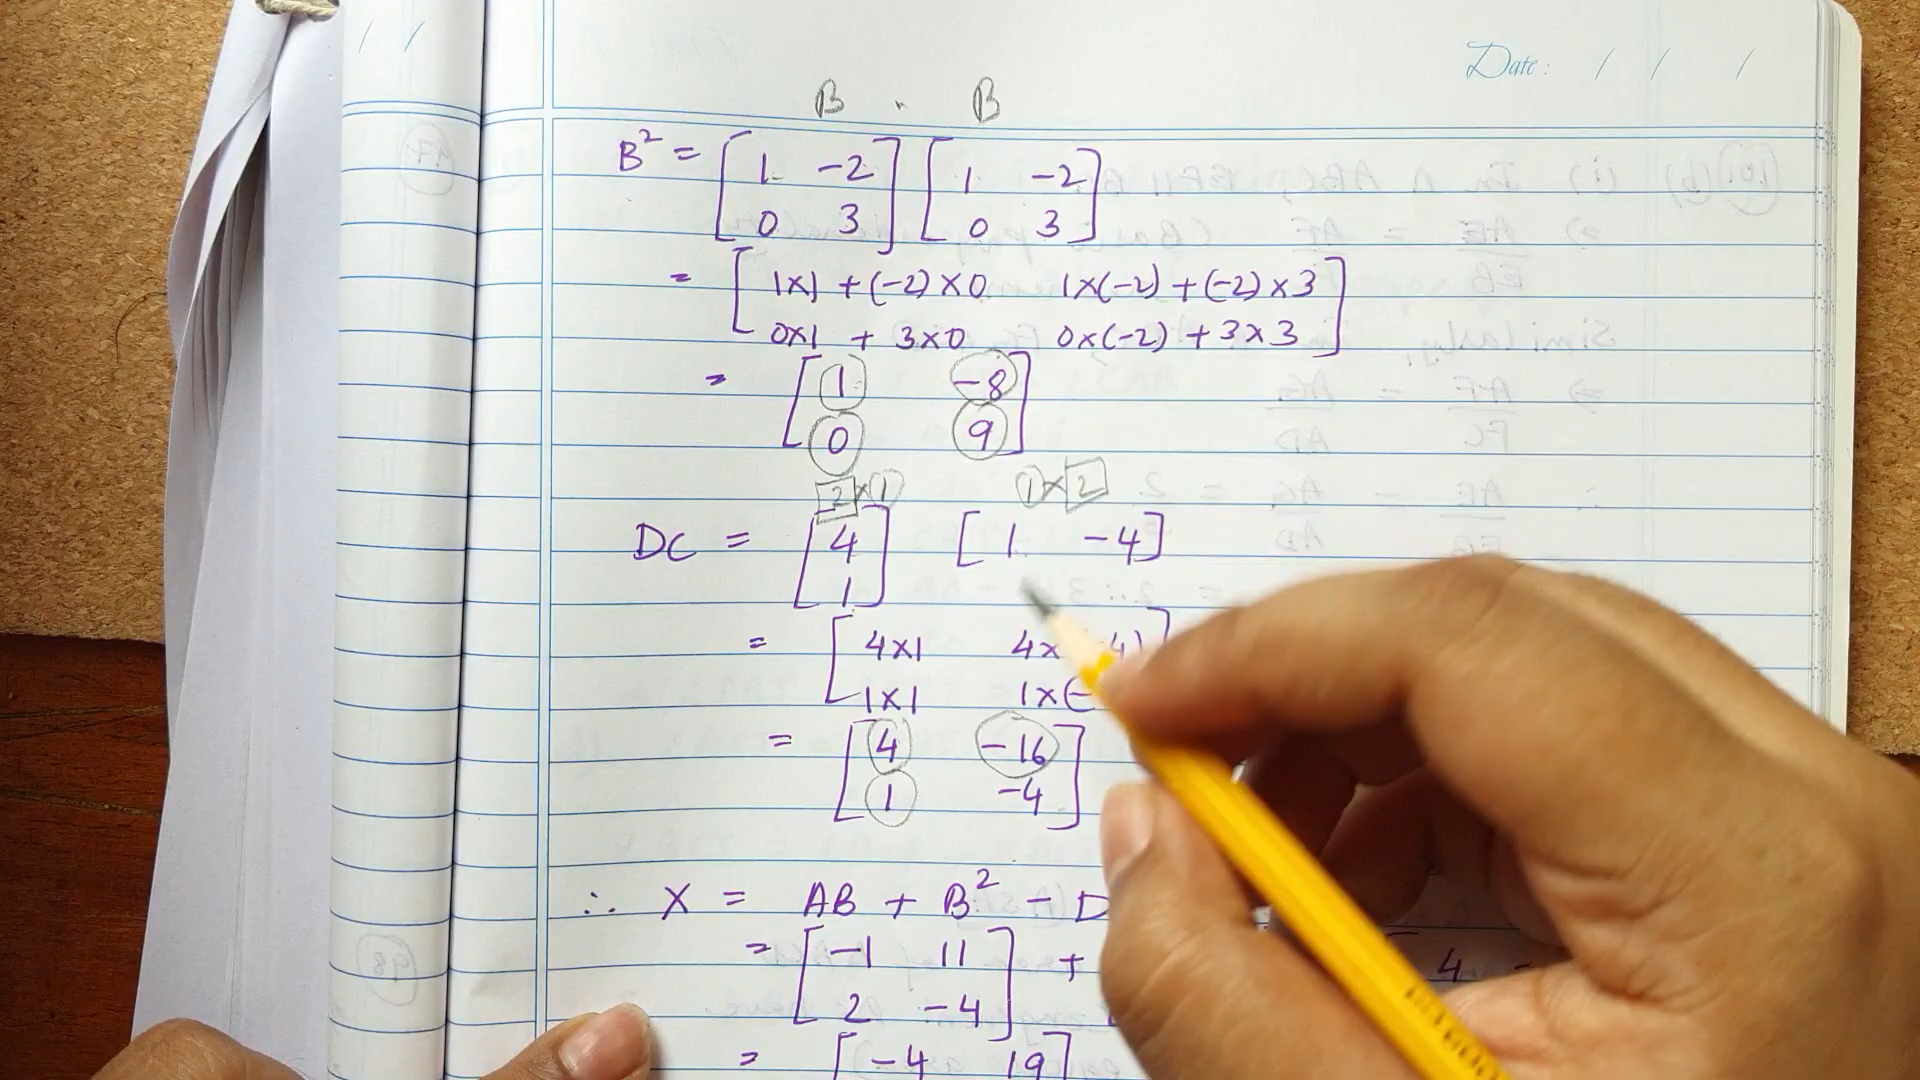 Date: / / /
B . B
B² = [ 1 -2 ] [ 1 -2 ]
[ 0 3 ] [ 0 3 ]
= [ 1×1 + (-2) × 0 1×(-2) + (-2) × 3 ]
[ 0×1 + 3×0 0×(-2) + 3×3 ]
= [ 1 -8 ]
[ 0 9 ]
2×1 1×2
DC = [ 4 ] [ 1 -4 ]
[ 1 ]
= [ 4×1 4× 4) ]
[ 1×1 1×(-
= [ 4 -16 ]
[ 1 -4 ]
∴ X = AB + B² - D
= [ -1 11 ] +
[ 2 -4 ] 4
= [ -4 19 ]